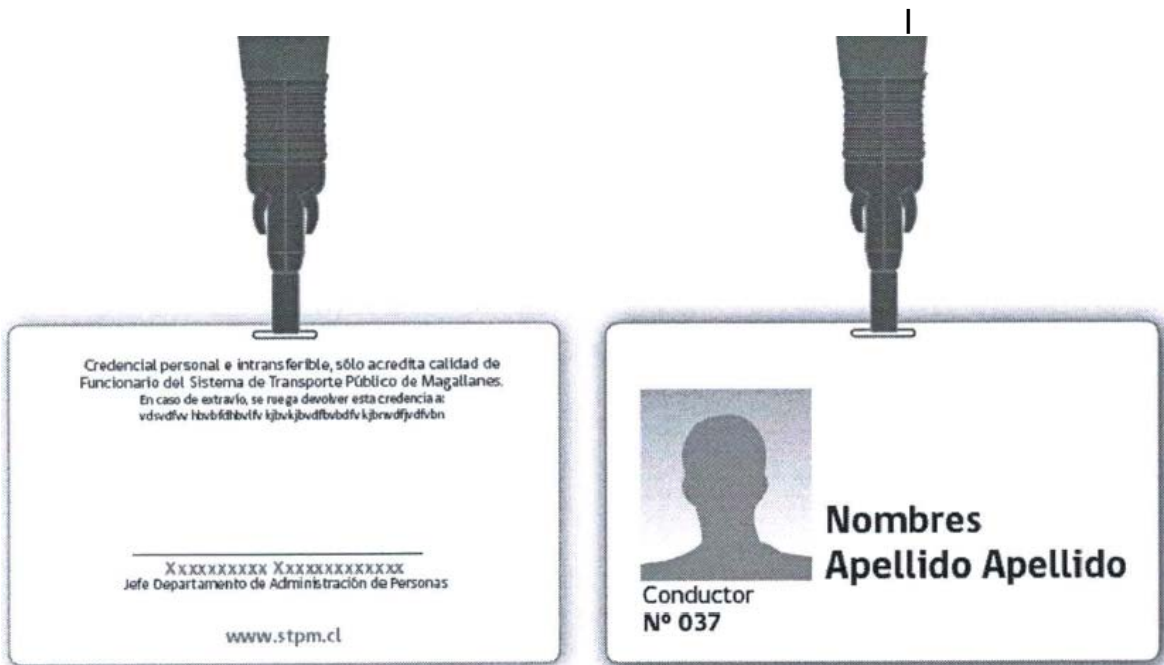 Credencial personal e intransferible, sólo acredita calidad de
Funcionario del Sistema de Transporte Público de Magallanes.
En caso de extravío, se ruega devolver esta credencia a:
Xxxxxxxxxx Xxxxxxxxxxxxx
Jefe Departamento de Administración de Personas
www.stpm.cl
Nombres
Apellido Apellido
Conductor
Nº 037